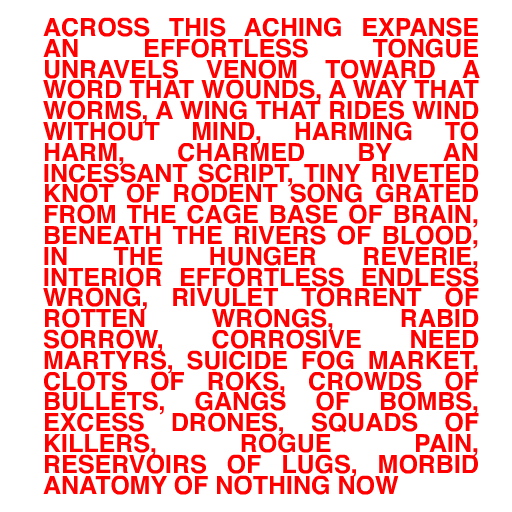 ACROSS THIS ACHING EXPANSE
AN EFFORTLESS TONGUE
UNRAVELS VENOM TOWARD A
WORD THAT WOUNDS, A WAY THAT
WORMS, A WING THAT RIDES WIND
WITHOUT MIND, HARMING TO
HARM, CHARMED BY AN
INCESSANT SCRIPT, TINY RIVETED
KNOT OF RODENT SONG GRATED
FROM THE CAGE BASE OF BRAIN,
BENEATH THE RIVERS OF BLOOD,
IN THE HUNGER REVERIE,
INTERIOR EFFORTLESS ENDLESS
WRONG, RIVULET TORRENT OF
ROTTEN WRONGS, RABID
SORROW, CORROSIVE NEED
MARTYRS, SUICIDE FOG MARKET,
CLOTS OF ROKS, CROWDS OF
BULLETS, GANGS OF BOMBS,
EXCESS DRONES, SQUADS OF
KILLERS, ROGUE PAIN,
RESERVOIRS OF LUGS, MORBID
ANATOMY OF NOTHING NOW